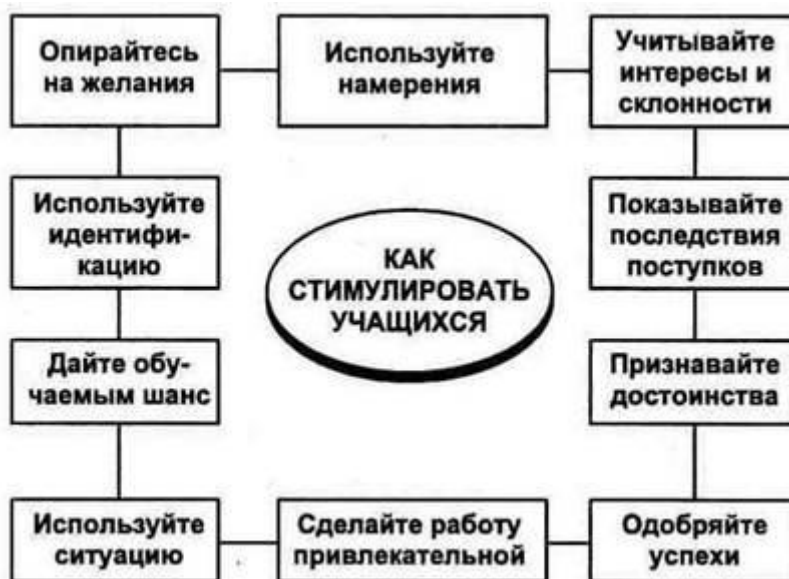 Опирайтесь
на желания
Используйте
намерения
Учитывайте
интересы и
склонности
Используйте
идентифи-
кацию
КАК
СТИМУЛИРОВАТЬ
УЧАЩИХСЯ
Показывайте
последствия
поступков
Дайте обу-
чаемым шанс
Признавайте
достоинства
Используйте
ситуацию
Сделайте работу
привлекательной
Одобряйте
успехи